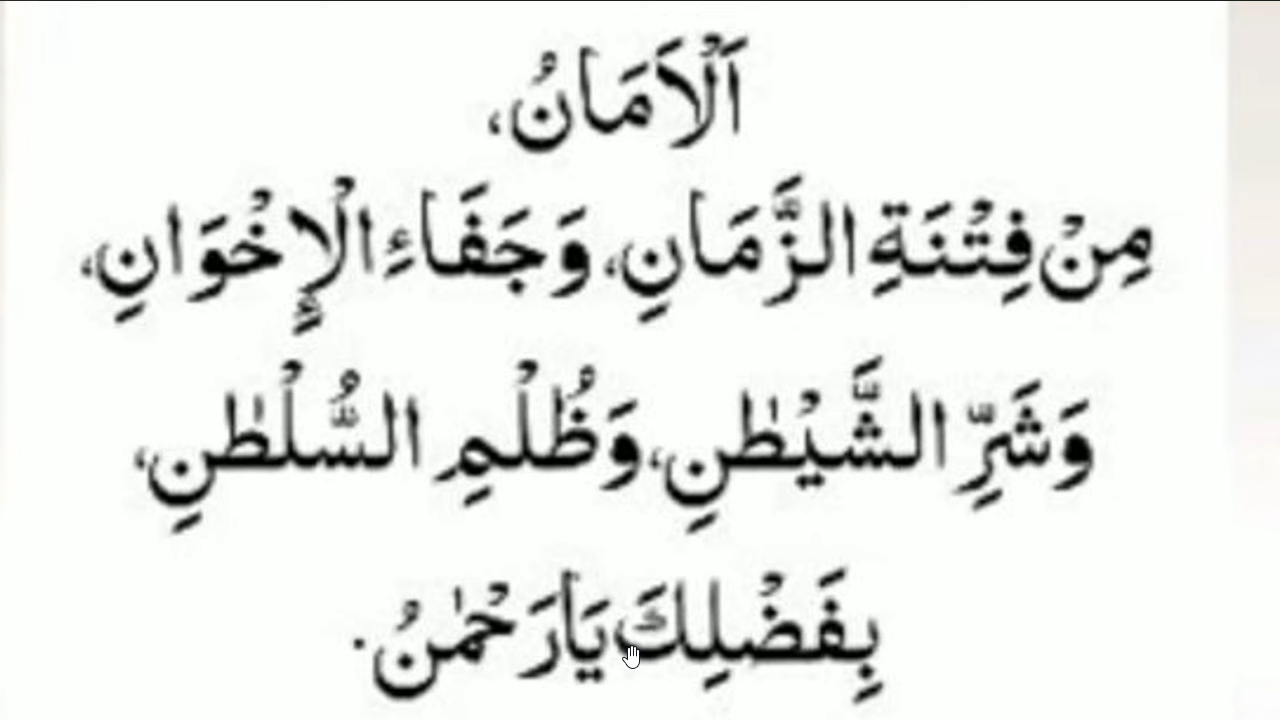 اَلْاَمَانُ،
مِنْ فِتْنَةِ الزَّمَانِ، وَجَفَاءِ الْإِخْوَانِ،
وَشَرِّ الشَّيْطٰنِ، وَظُلْمِ السُّلْطٰنِ،
بِفَضْلِكَ يَارَحْمٰنُ.